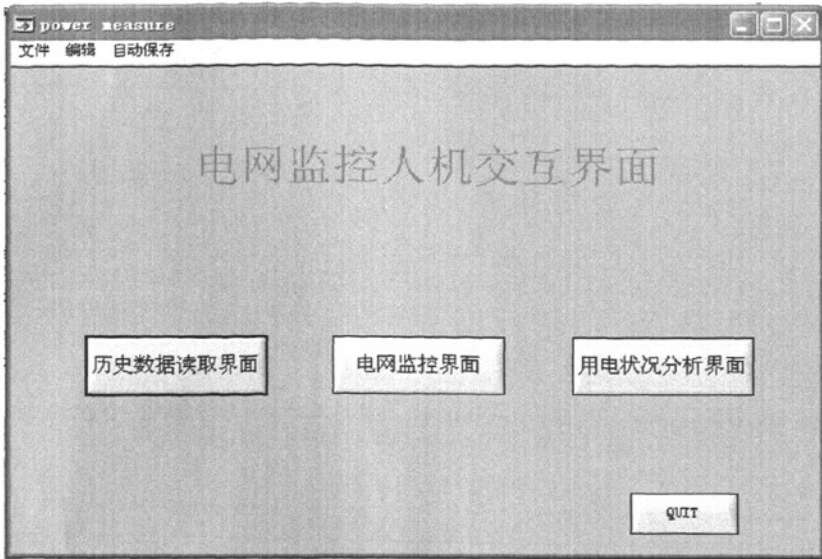 power measure
文件 编辑 自动保存
电网监控人机交互界面
历史数据读取界面 电网监控界面 用电状况分析界面
QUIT